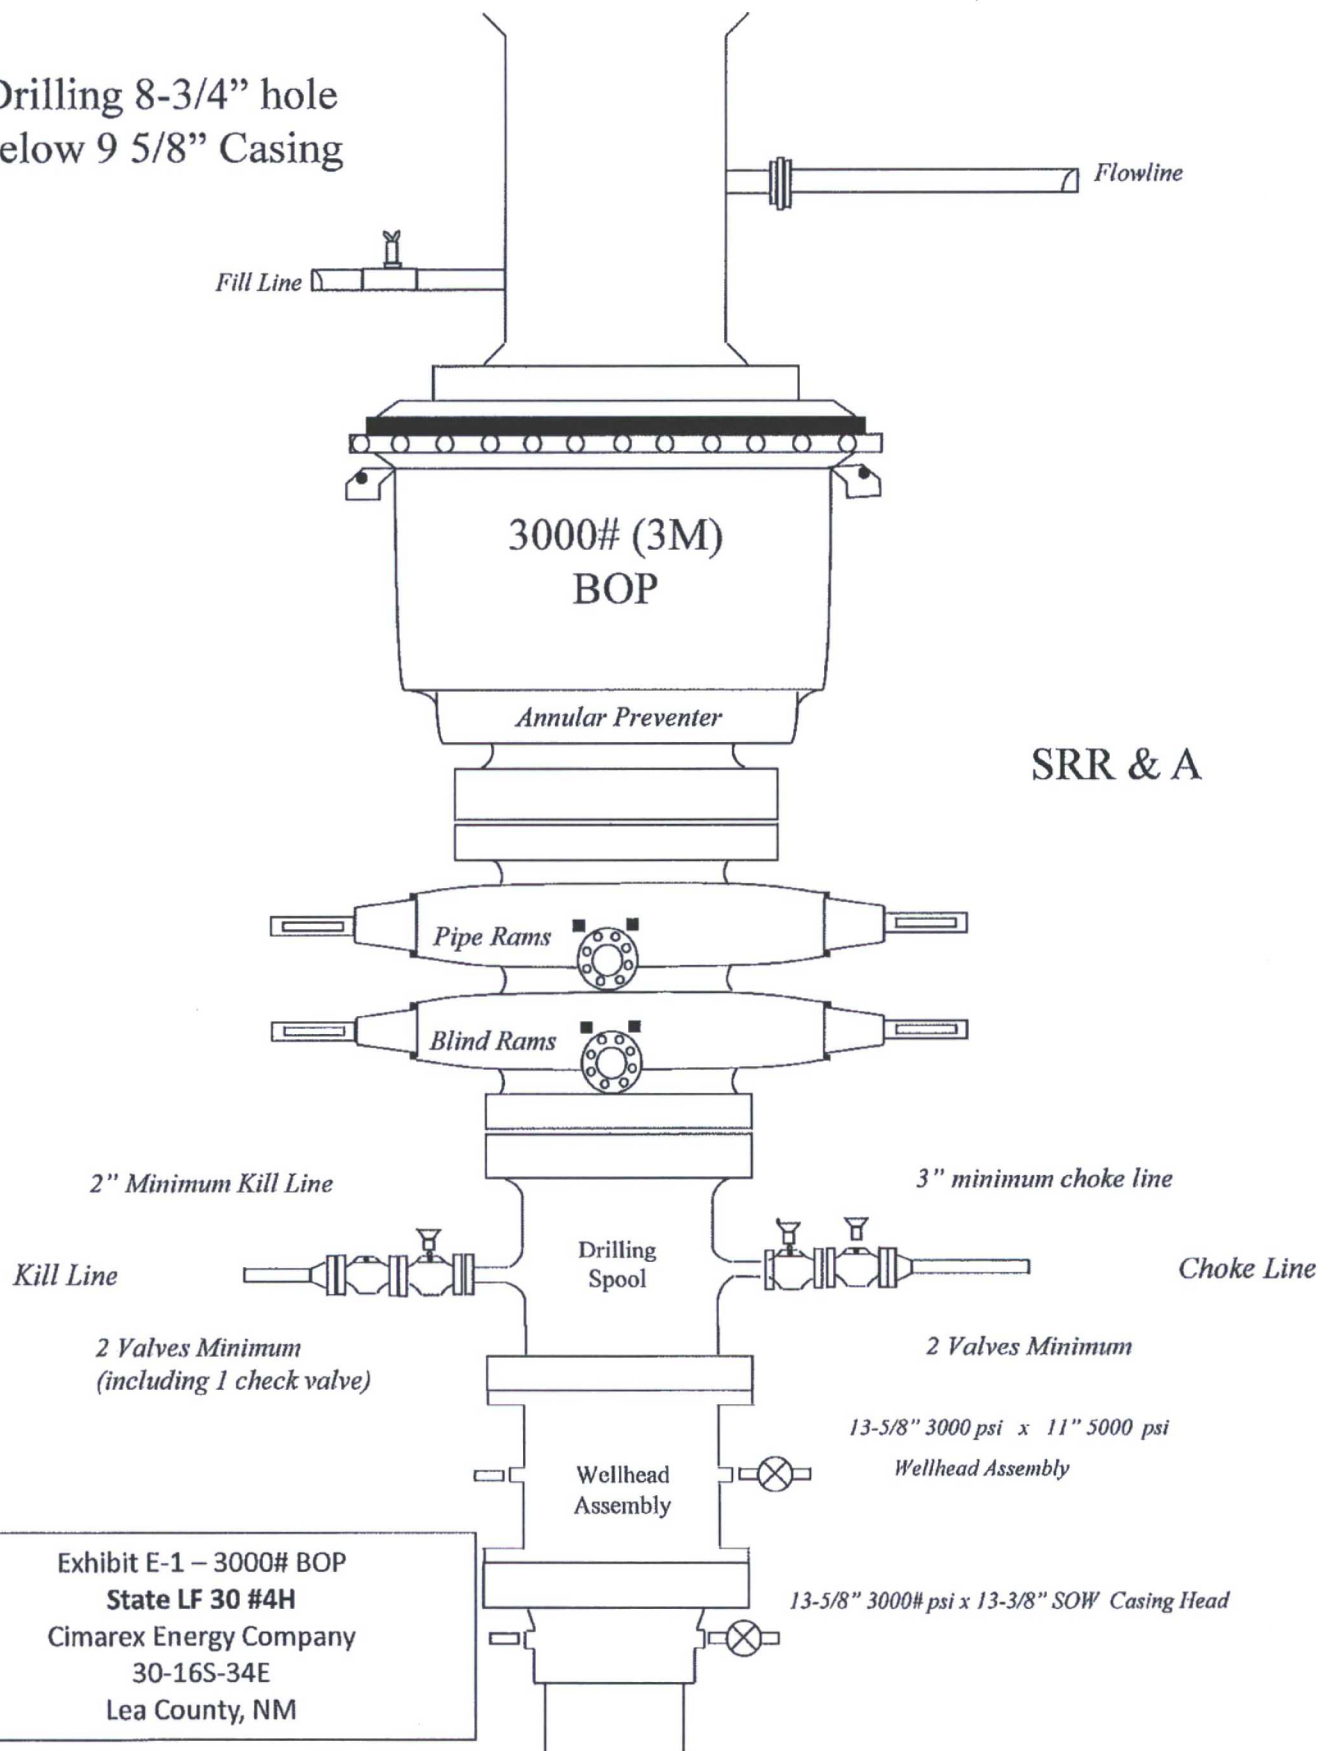 Drilling 8-3/4” hole
elow 9 5/8” Casing
Flowline
Fill Line
3000# (3M)
BOP
Annular Preventer
SRR & A
Pipe Rams
Blind Rams
2” Minimum Kill Line
3” minimum choke line
Drilling
Spool
Kill Line
Choke Line
2 Valves Minimum
(including 1 check valve)
2 Valves Minimum
13-5/8” 3000 psi x 11” 5000 psi
Wellhead Assembly
Wellhead
Assembly
Exhibit E-1 – 3000# BOP
State LF 30 #4H
Cimarex Energy Company
30-16S-34E
Lea County, NM
13-5/8” 3000# psi x 13-3/8” SOW Casing Head